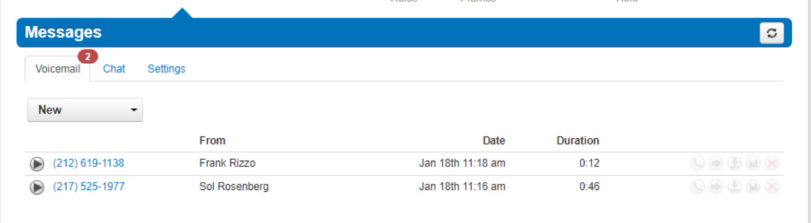 Messages
2
Voicemail Chat Settings
New
From Date Duration
(212) 619-1138 Frank Rizzo Jan 18th 11:18 am 0:12
(217) 525-1977 Sol Rosenberg Jan 18th 11:16 am 0:46